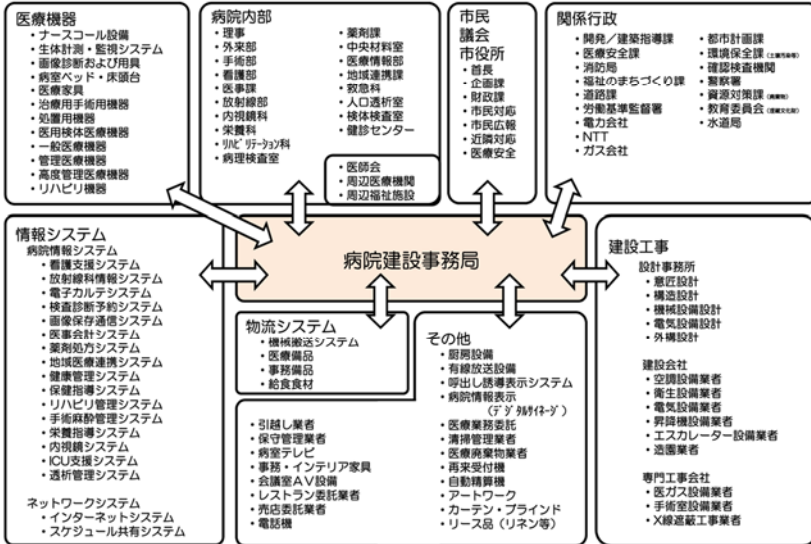 医療機器
・ナースコール設備
・生体計測・監視システム
・画像診断および用具
・病室ベッド・床頭台
・医療家具
・治療用手術用機器
・処置用機器
・医用検体医療機器
・一般医療機器
・管理医療機器
・高度管理医療機器
・リハビリ機器
病院内部
・理事
・外来部
・手術部
・看護部
・医事課
・放射線部
・内視鏡科
・栄養科
・リハビリテーション科
・病理検査室
・薬剤課
・中央材料室
・医療情報部
・地域連携課
・救急科
・人口透析室
・検体検査室
・健診センター
・医師会
・周辺医療機関
・周辺福祉施設
市民
議会
市役所
・首長
・企画課
・財政課
・市民対応
・市民広報
・近隣対応
・医療安全
関係行政
・開発／建築指導課
・医療安全課
・消防局
・福祉のまちづくり課
・道路課
・労働基準監督署
・電力会社
・NTT
・ガス会社
・都市計画課
・環境保全課（土壌汚染等）
・確認検査機関
・警察署
・資源対策課（廃棄物）
・教育委員会（埋蔵文化財）
・水道局
病院建設事務局
情報システム
病院情報システム
・看護支援システム
・放射線科情報システム
・電子カルテシステム
・検査診断予約システム
・画像保存通信システム
・医事会計システム
・薬剤処方システム
・地域医療連携システム
・健康管理システム
・保健指導システム
・リハビリ管理システム
・手術麻酔管理システム
・栄養指導システム
・内視鏡システム
・ICU支援システム
・透析管理システム
ネットワークシステム
・インターネットシステム
・スケジュール共有システム
物流システム
・機械搬送システム
・医療備品
・事務備品
・給食食材
・引越し業者
・保守管理業者
・病室テレビ
・事務・インテリア家具
・会議室ＡＶ設備
・レストラン委託業者
・売店委託業者
・電話機
その他
・厨房設備
・有線放送設備
・呼出し誘導表示システム
・病院情報表示
（デジタルサイネージ）
・医療業務委託
・清掃管理業者
・医療廃棄物業者
・再来受付機
・自動精算機
・アートワーク
・カーテン・ブラインド
・リース品（リネン等）
建設工事
設計事務所
・意匠設計
・構造設計
・機械設備設計
・電気設備設計
・外構設計
建設会社
・空調設備業者
・衛生設備業者
・電気設備業者
・昇降機設備業者
・エスカレーター設備業者
・造園業者
専門工事会社
・医ガス設備業者
・手術室設備業者
・X線遮蔽工事業者